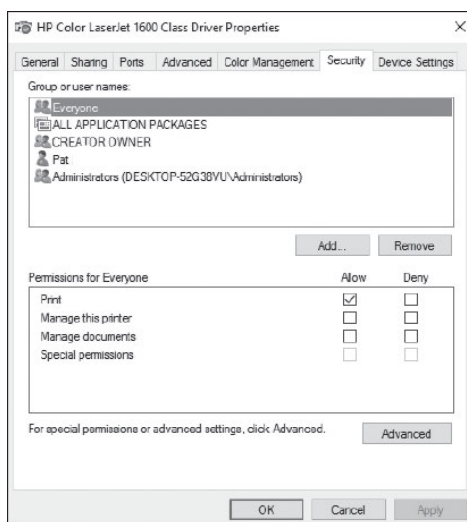 HP Color LaserJet 1600 Class Driver Properties
General Sharing Ports Advanced Color Management Security Device Settings
Group or user names:
Everyone
ALL APPLICATION PACKAGES
CREATOR OWNER
Pat
Administrators (DESKTOP-52G38VU\Administrators)
Add... Remove
Permissions for Everyone Allow Deny
Print
Manage this printer
Manage documents
Special permissions
For special permissions or advanced settings, click Advanced.
Advanced
OK Cancel Apply